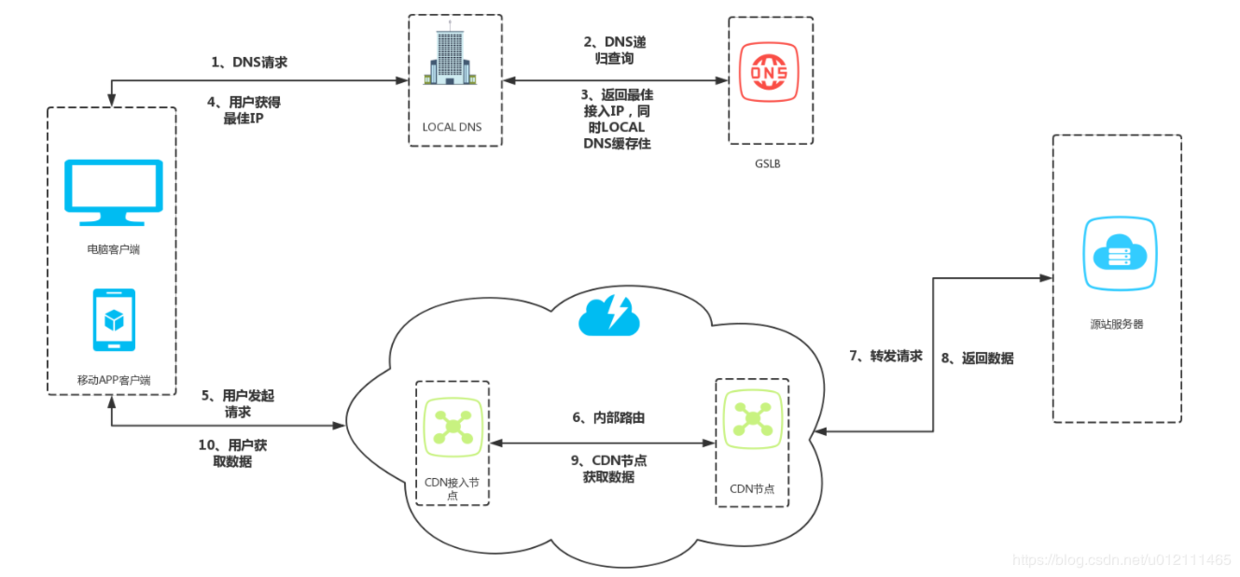 1、DNS请求
4、用户获得
最佳IP
LOCAL DNS
2、DNS递
归查询
3、返回最佳
接入IP，同
时LOCAL
DNS缓存住
DNS
GSLB
电脑客户端
移动APP客户端
5、用户发起
请求
10、用户获
取数据
CDN接入节
点
6、内部路由
9、CDN节点
获取数据
CDN节点
7、转发请求
8、返回数据
源站服务器
https://blog.csdn.net/u012111465